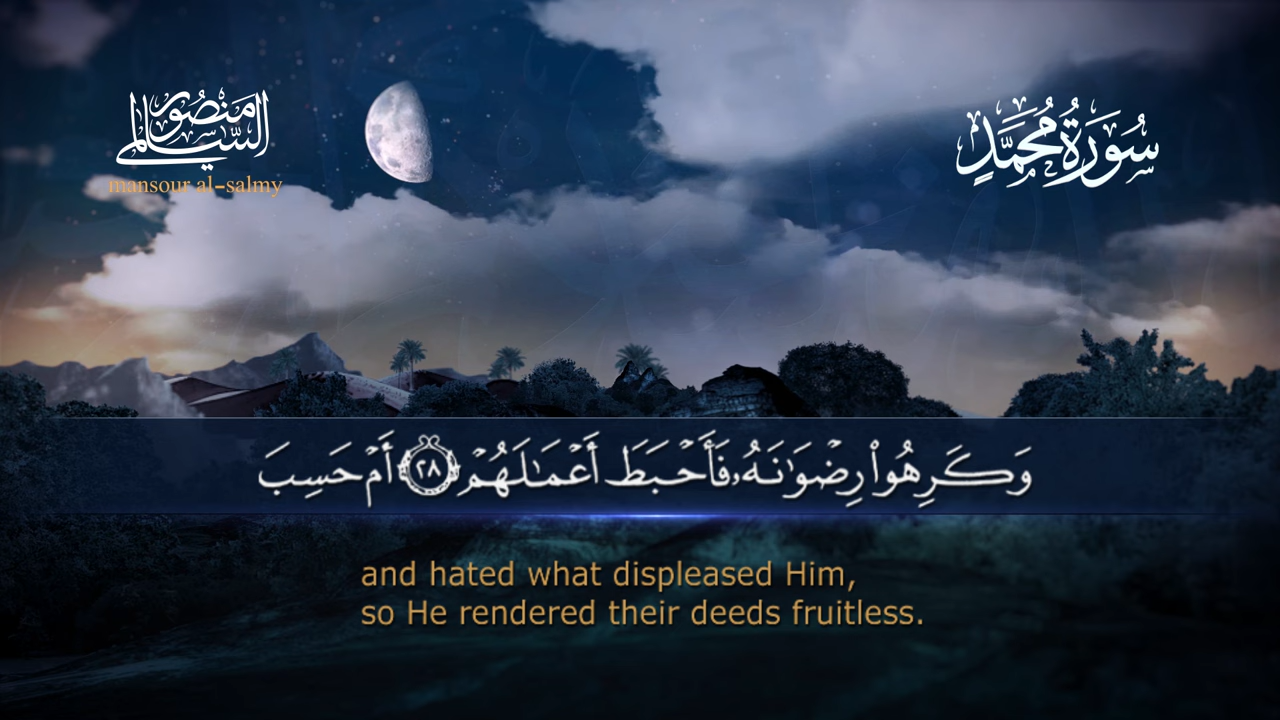 منصور السالمي
mansour al-salmy
سُورَةُ مُحَمَّدٍ
وَكَرِهُوا۟ رِضْوَٰنَهُۥ فَأَحْبَطَ أَعْمَٰلَهُمْ ٢٨ أَمْ حَسِبَ
and hated what displeased Him,
so He rendered their deeds fruitless.